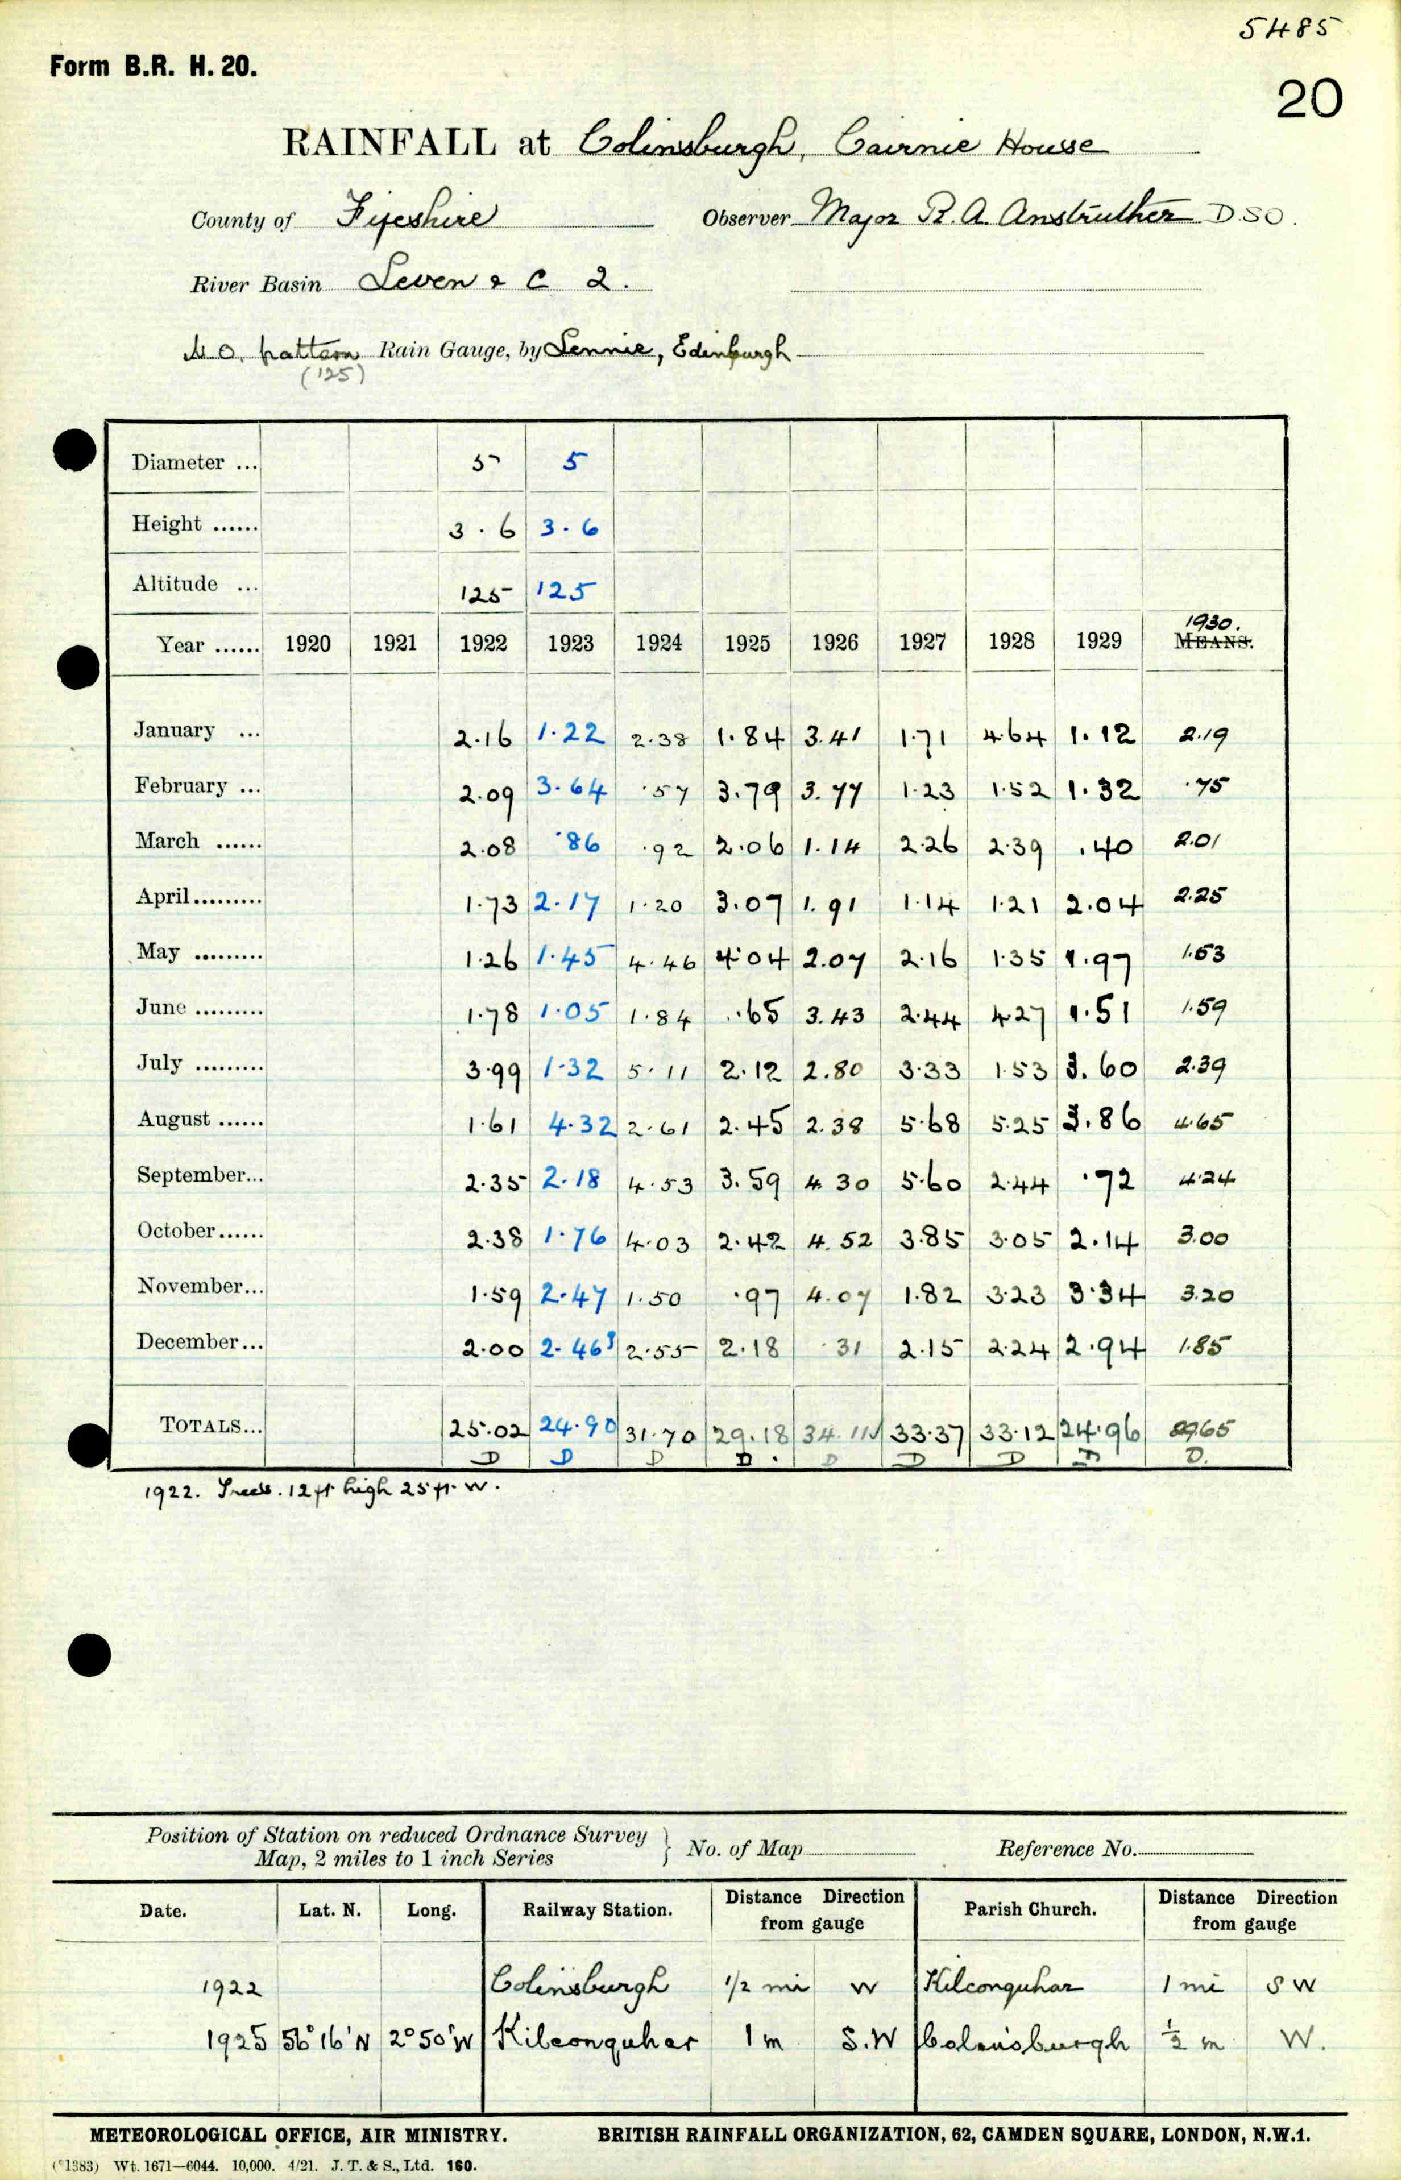 5485
Form B.R. H. 20.
20
RAINFALL at Colinsburgh, Cairnie House
County of Fifeshire Observer Major R. A. Anstruther D.S.O.
River Basin Leven & C 2.
M.O. pattern Rain Gauge, by Lennie, Edinburgh
(125)
Diameter ... 5 5
Height ...... 3.6 3.6
Altitude ... 125 125
1930.
Year ...... 1920 1921 1922 1923 1924 1925 1926 1927 1928 1929 MEANS.
January ... 2.16 1.22 2.38 1.84 3.41 1.71 4.64 1.12 2.19
February ... 2.09 3.64 .57 3.79 3.77 1.23 1.52 1.32 .75
March ...... 2.08 .86 .92 2.06 1.14 2.26 2.39 .40 2.01
April......... 1.73 2.17 1.20 3.07 1.91 1.14 1.21 2.04 2.25
May ......... 1.26 1.45 4.46 4.04 2.07 2.16 1.35 1.97 1.53
June ......... 1.78 1.05 1.84 .65 3.43 2.44 4.27 1.51 1.59
July ......... 3.99 1.32 5.11 2.12 2.80 3.33 1.53 3.60 2.39
August ...... 1.61 4.32 2.61 2.45 2.38 5.68 5.25 3.86 4.65
September... 2.35 2.18 4.53 3.59 4.30 5.60 2.44 .72 4.24
October...... 2.38 1.76 4.03 2.42 4.52 3.85 3.05 2.14 3.00
November... 1.59 2.47 1.50 .97 4.07 1.82 3.23 3.34 3.20
December... 2.00 2.46 2.55 2.18 .31 2.15 2.24 2.94 1.85
TOTALS... 25.02 24.90 31.70 29.18 34.11 33.37 33.12 24.96 29.65
D D D D. D D D D D.
1922. Trees. 12 ft high 25 ft. W.
Position of Station on reduced Ordnance Survey
Map, 2 miles to 1 inch Series } No. of Map Reference No.
Date. Lat. N. Long. Railway Station. Distance Direction from gauge Parish Church. Distance Direction from gauge
1922 Colinsburgh 1/2 mi W Kilconquhar 1 mi SW
1925 56° 16' N 2° 50' W Kilconquhar 1 m S.W Colinsburgh 1/2 m W.
METEOROLOGICAL OFFICE, AIR MINISTRY. BRITISH RAINFALL ORGANIZATION, 62, CAMDEN SQUARE, LONDON, N.W.1.
(*1383) Wt. 1671—6044. 10,000. 4/21. J. T. & S., Ltd. 160.